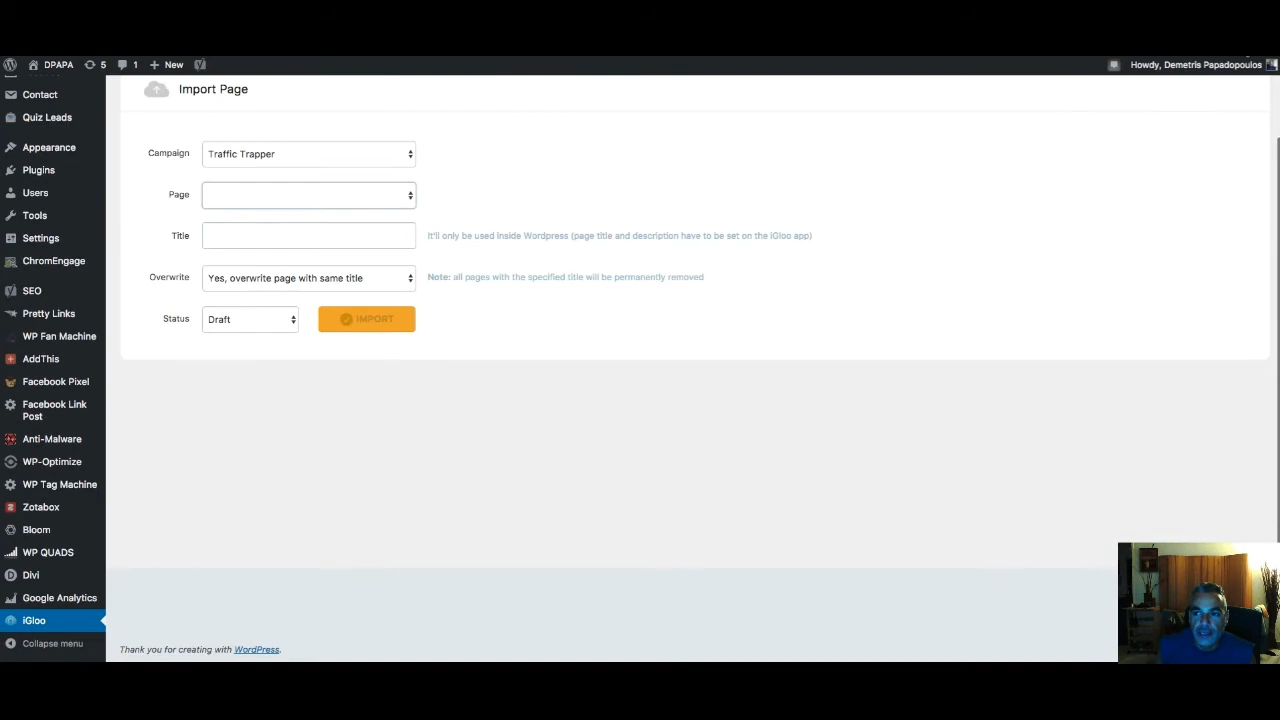 DPAPA 5 1 New Howdy, Demetris Papadopoulos
Contact
Quiz Leads
Appearance
Plugins
Users
Tools
Settings
ChromEngage
SEO
Pretty Links
WP Fan Machine
AddThis
Facebook Pixel
Facebook Link
Post
Anti-Malware
WP-Optimize
WP Tag Machine
Zotabox
Bloom
WP QUADS
Divi
Google Analytics
iGloo
Collapse menu
Import Page
Campaign Traffic Trapper
Page
Title It'll only be used inside Wordpress (page title and description have to be set on the iGloo app)
Overwrite Yes, overwrite page with same title Note: all pages with the specified title will be permanently removed
Status Draft IMPORT
Thank you for creating with WordPress.